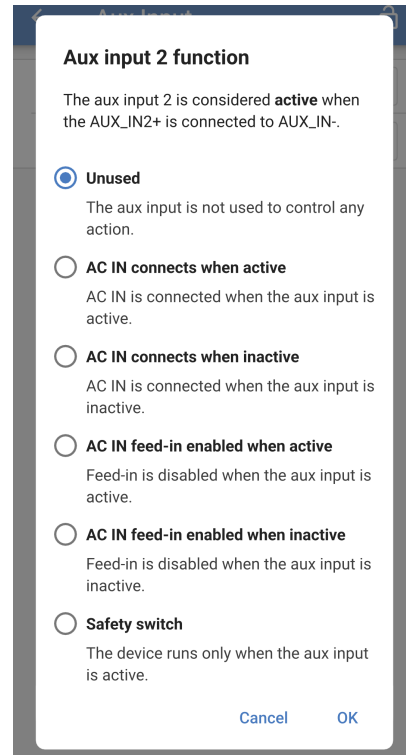 Aux Input
Aux input 2 function
The aux input 2 is considered active when
the AUX_IN2+ is connected to AUX_IN-.
Unused
The aux input is not used to control any
action.
AC IN connects when active
AC IN is connected when the aux input is
active.
AC IN connects when inactive
AC IN is connected when the aux input is
inactive.
AC IN feed-in enabled when active
Feed-in is disabled when the aux input is
active.
AC IN feed-in enabled when inactive
Feed-in is disabled when the aux input is
inactive.
Safety switch
The device runs only when the aux input
is active.
Cancel OK